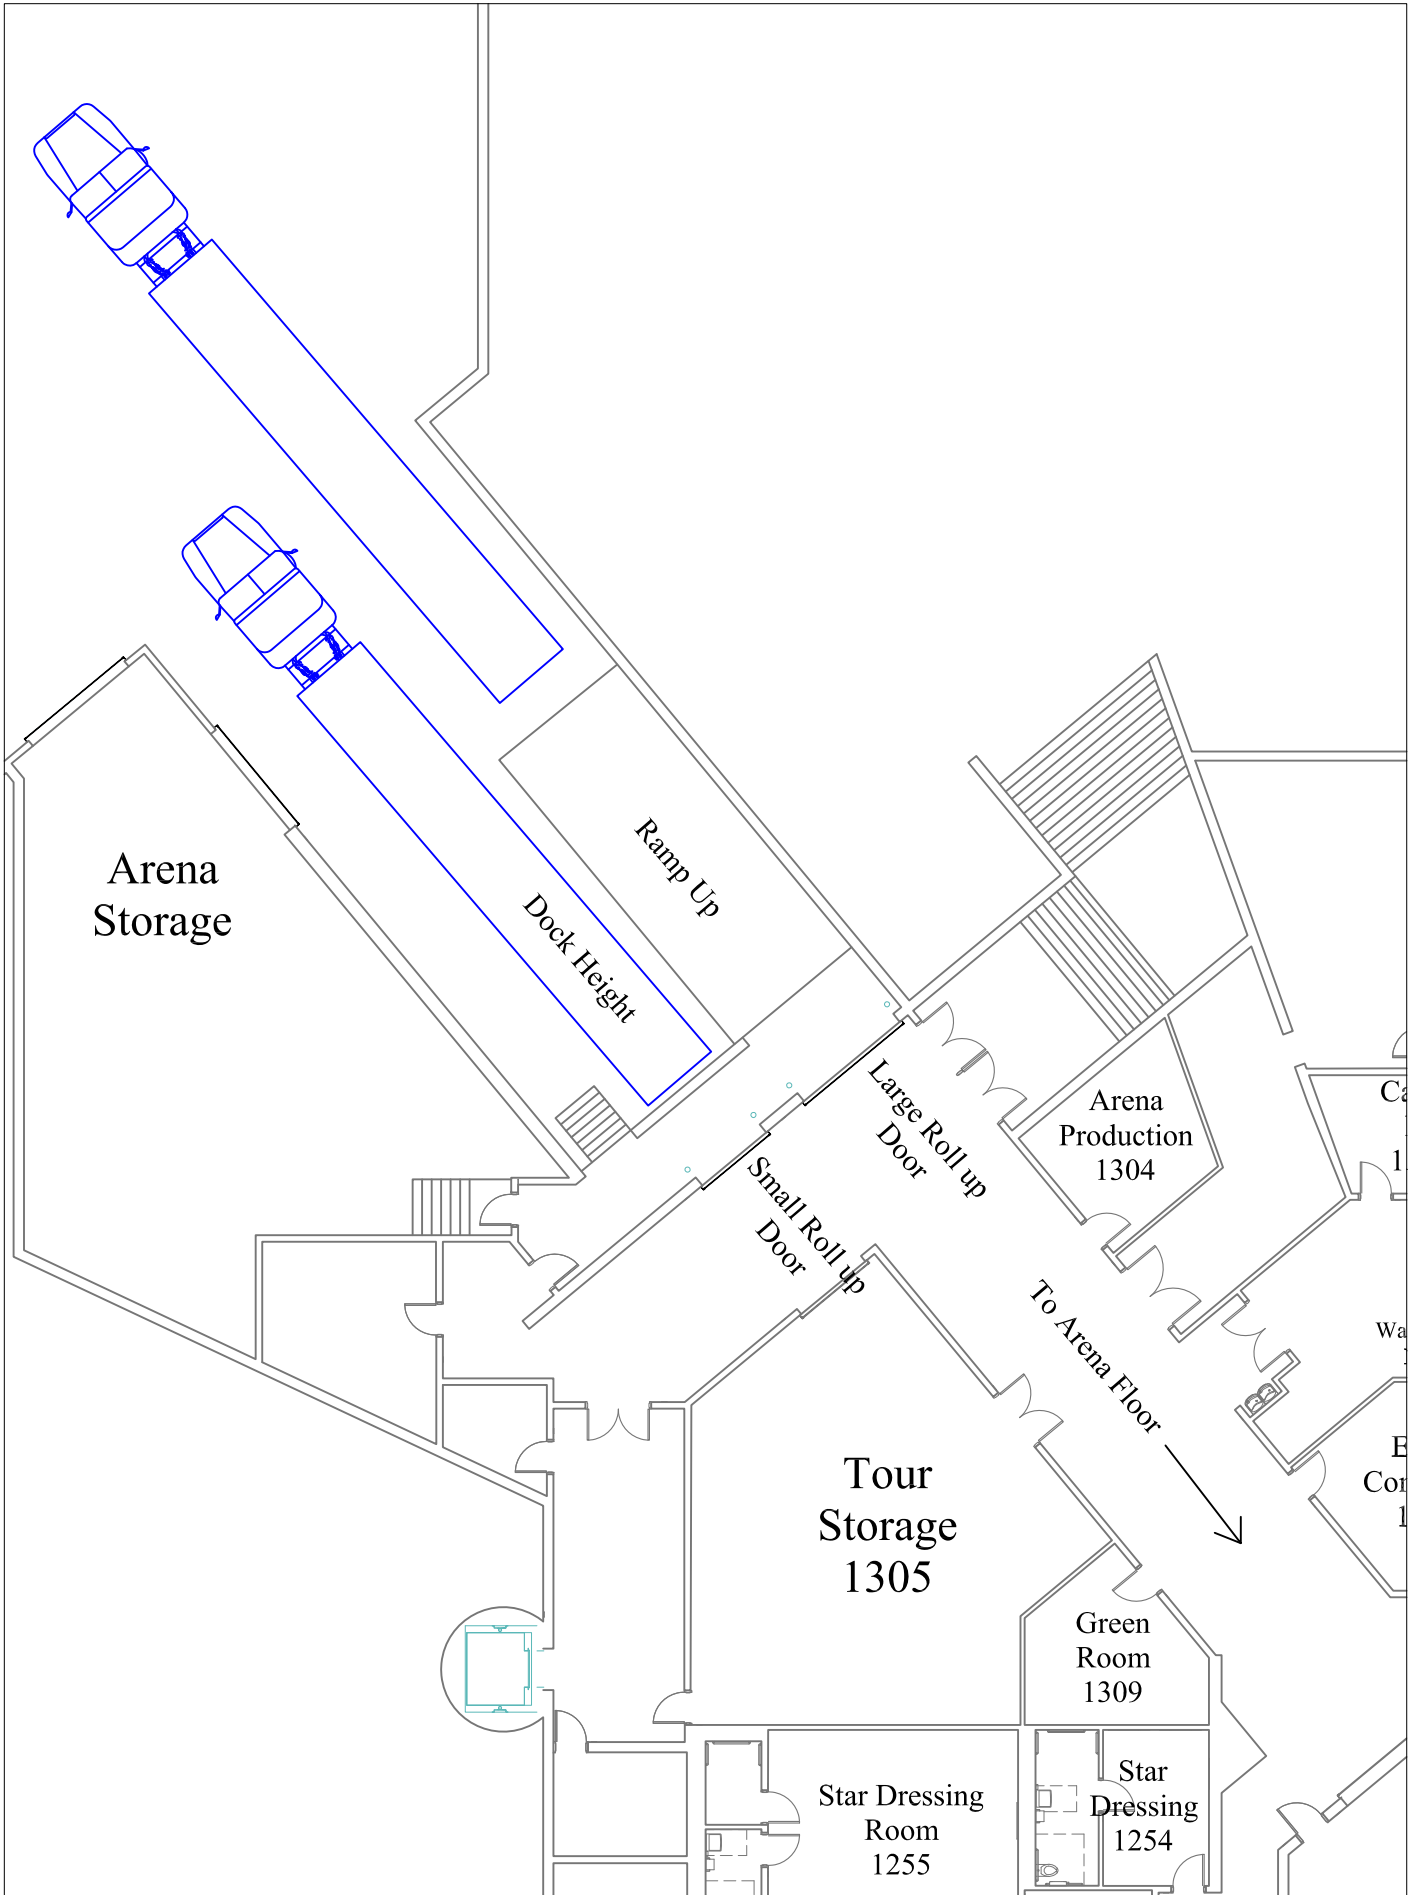 Arena
Storage
Ramp Up
Dock Height
Large Roll up
Door
Small Roll up
Door
Arena
Production
1304
To Arena Floor
Tour
Storage
1305
Green
Room
1309
Star Dressing
Room
1255
Star
Dressing
1254